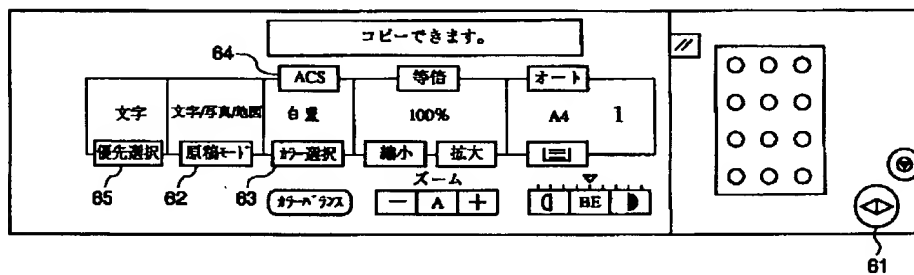 コピーできます。
64
ACS 等倍 オート
文字 文字/写真/地図 白黒 100% A4 1
優先選択 原稿モード カラー選択 縮小 拡大
ズーム
65 62 63
カラーバランス － A ＋ BE
61